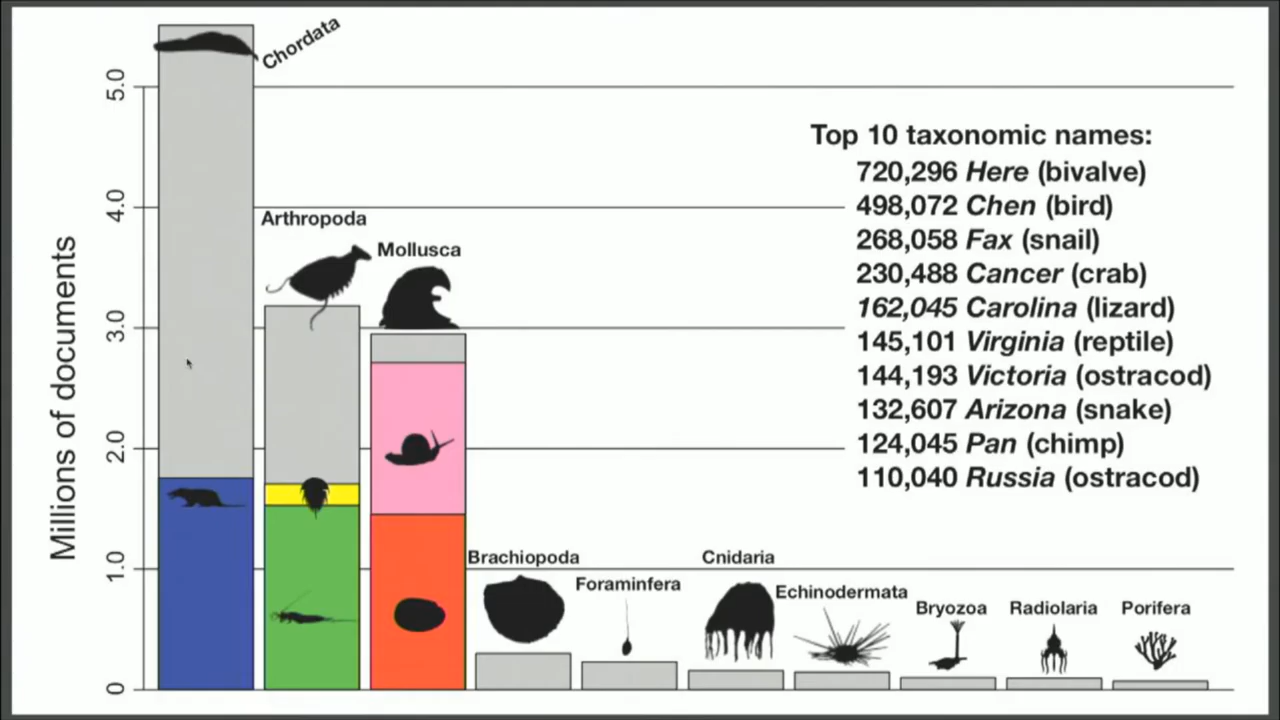 Chordata
5.0
4.0
3.0
2.0
1.0
0
Millions of documents
Arthropoda
Mollusca
Brachiopoda
Foraminfera
Cnidaria
Echinodermata
Bryozoa
Radiolaria
Porifera
Top 10 taxonomic names:
720,296 Here (bivalve)
498,072 Chen (bird)
268,058 Fax (snail)
230,488 Cancer (crab)
162,045 Carolina (lizard)
145,101 Virginia (reptile)
144,193 Victoria (ostracod)
132,607 Arizona (snake)
124,045 Pan (chimp)
110,040 Russia (ostracod)